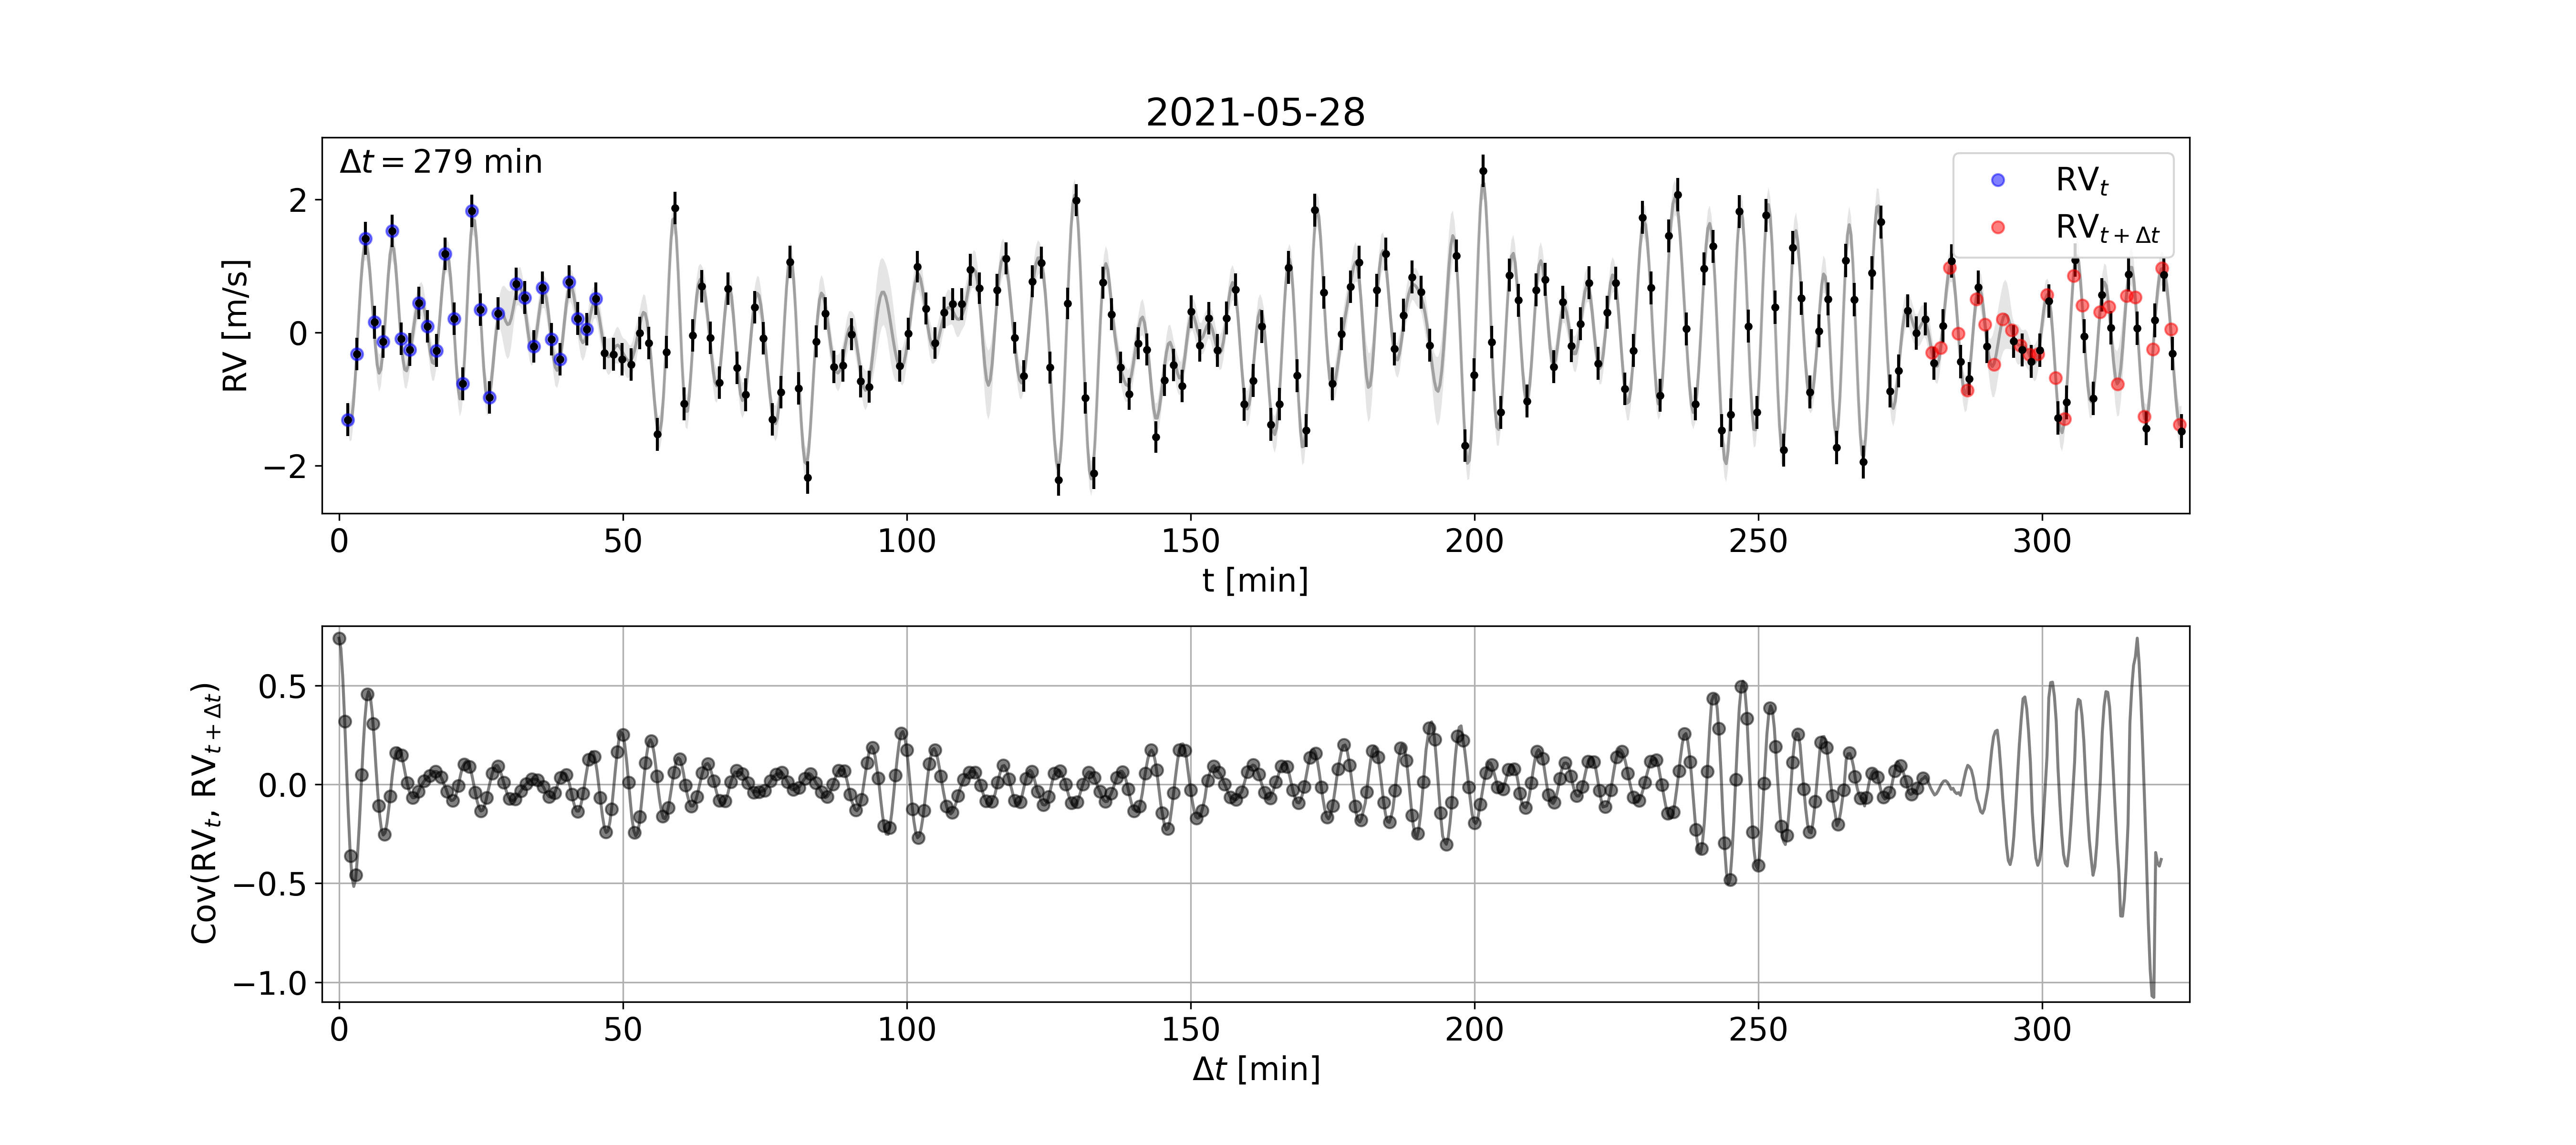 2021-05-28
Δt = 279 min
RV_t
RV_{t+Δt}
RV [m/s]
2
0
−2
0 50 100 150 200 250 300
t [min]
Cov(RV_t, RV_{t+Δt})
0.5
0.0
−0.5
−1.0
0 50 100 150 200 250 300
Δt [min]